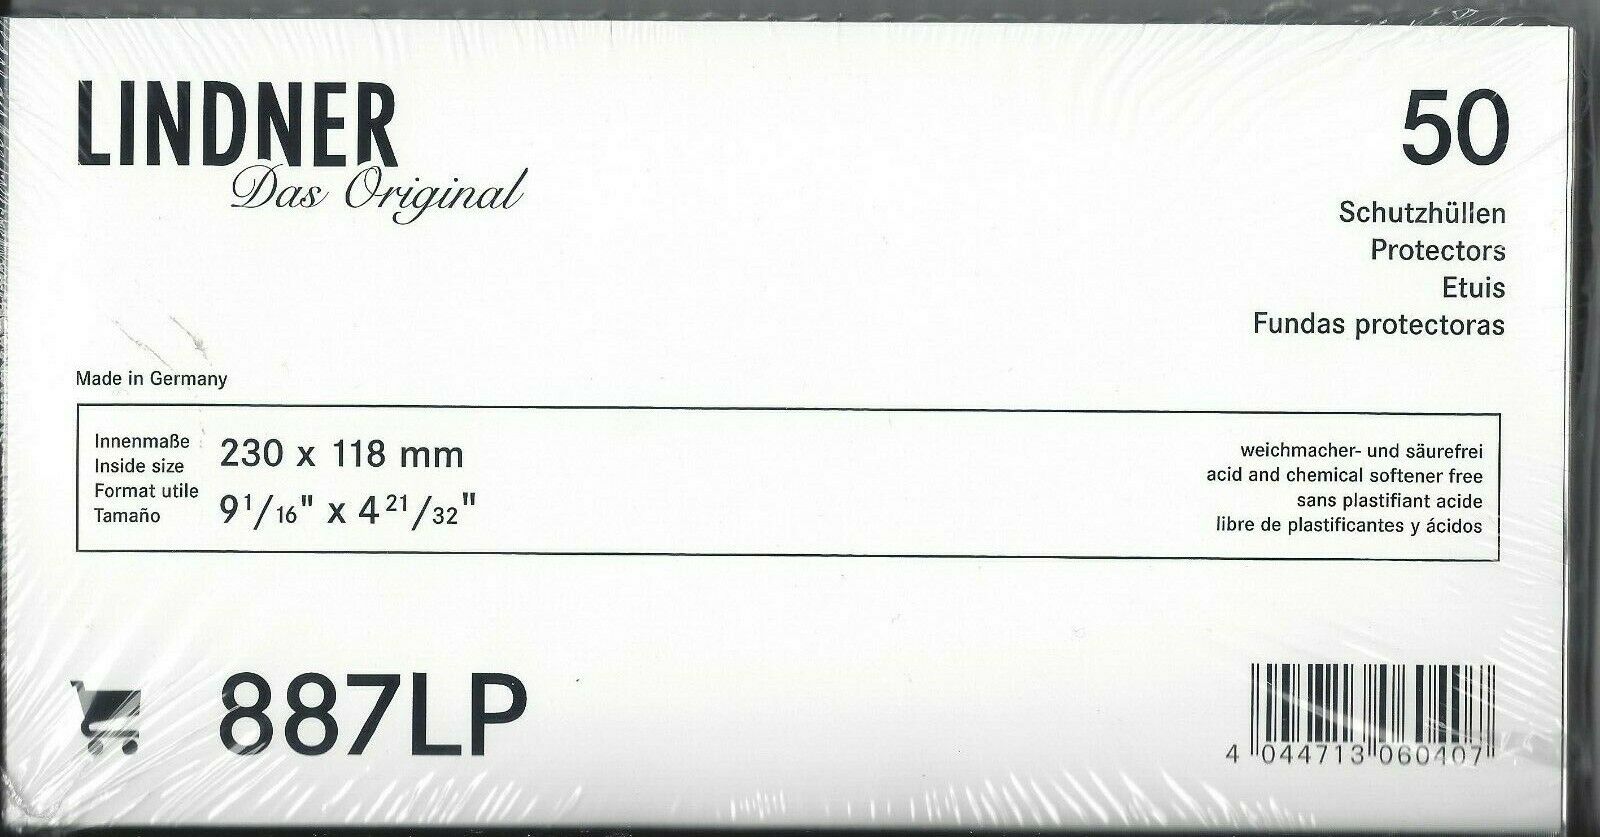 LINDNER
Das Original
50
Schutzhüllen
Protectors
Etuis
Fundas protectoras
Made in Germany
Innenmaße
Inside size
Format utile
Tamaño
230 x 118 mm
9 1/16" x 4 21/32"
weichmacher- und säurefrei
acid and chemical softener free
sans plastifiant acide
libre de plastificantes y ácidos
887LP
4 044713 060407